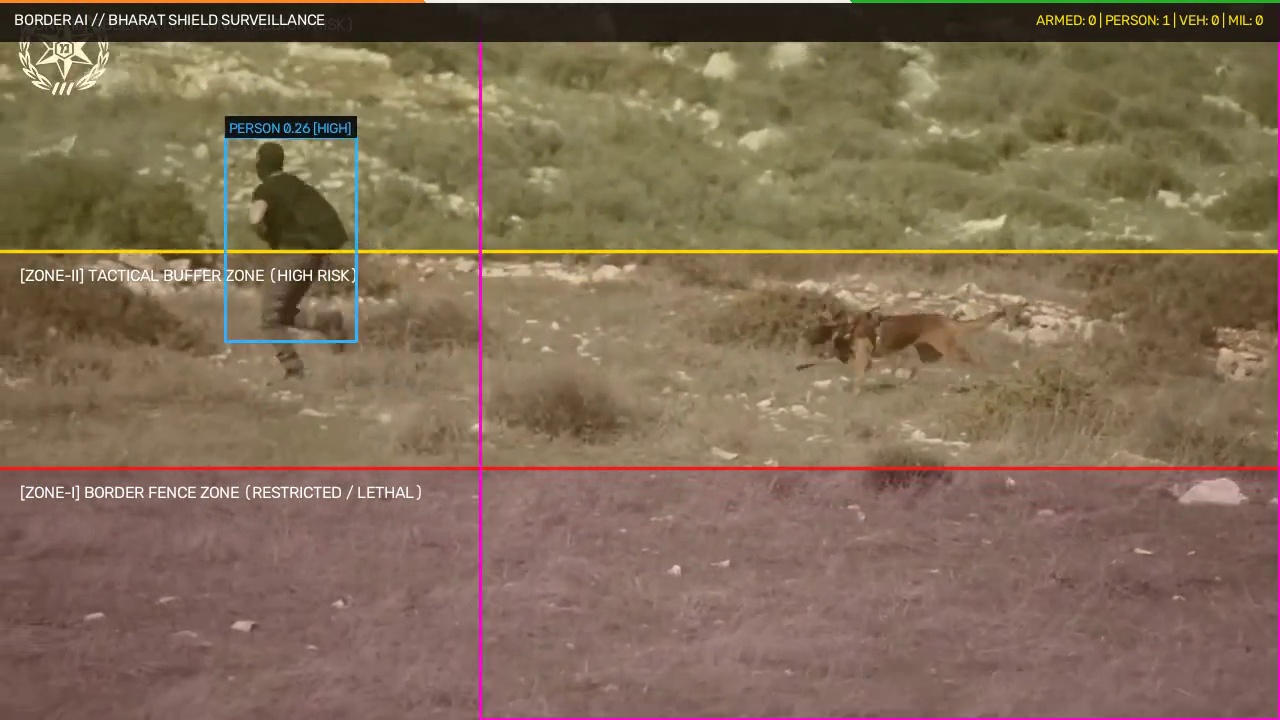 BORDER AI // BHARAT SHIELD SURVEILLANCE
ARMED: 0 | PERSON: 1 | VEH: 0 | MIL: 0
PERSON 0.26 [HIGH]
[ZONE-II] TACTICAL BUFFER ZONE (HIGH RISK)
[ZONE-I] BORDER FENCE ZONE (RESTRICTED / LETHAL)